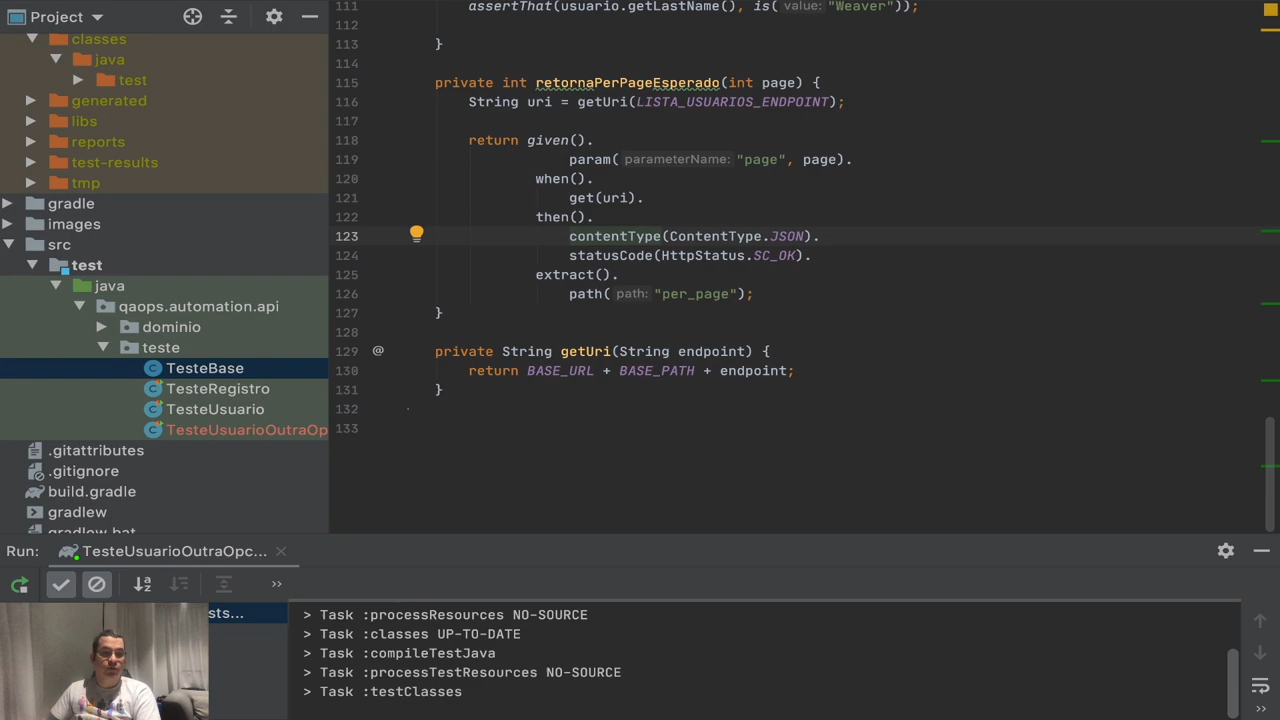 Project
classes
java
test
generated
libs
reports
test-results
tmp
gradle
images
src
test
java
qaops.automation.api
dominio
teste
TesteBase
TesteRegistro
TesteUsuario
TesteUsuarioOutraOp
.gitattributes
.gitignore
build.gradle
gradlew
gradlew.bat
111 assertThat(usuario.getLastName(), is( value: "Weaver"));
112
113 }
114
115 private int retornaPerPageEsperado(int page) {
116 String uri = getUri(LISTA_USUARIOS_ENDPOINT);
117
118 return given().
119 param( parameterName: "page", page).
120 when().
121 get(uri).
122 then().
123 contentType(ContentType.JSON).
124 statusCode(HttpStatus.SC_OK).
125 extract().
126 path( path: "per_page");
127 }
128
129 @ private String getUri(String endpoint) {
130 return BASE_URL + BASE_PATH + endpoint;
131 }
132
133
Run: TesteUsuarioOutraOpc...
sts...
> Task :processResources NO-SOURCE
> Task :classes UP-TO-DATE
> Task :compileTestJava
> Task :processTestResources NO-SOURCE
> Task :testClasses